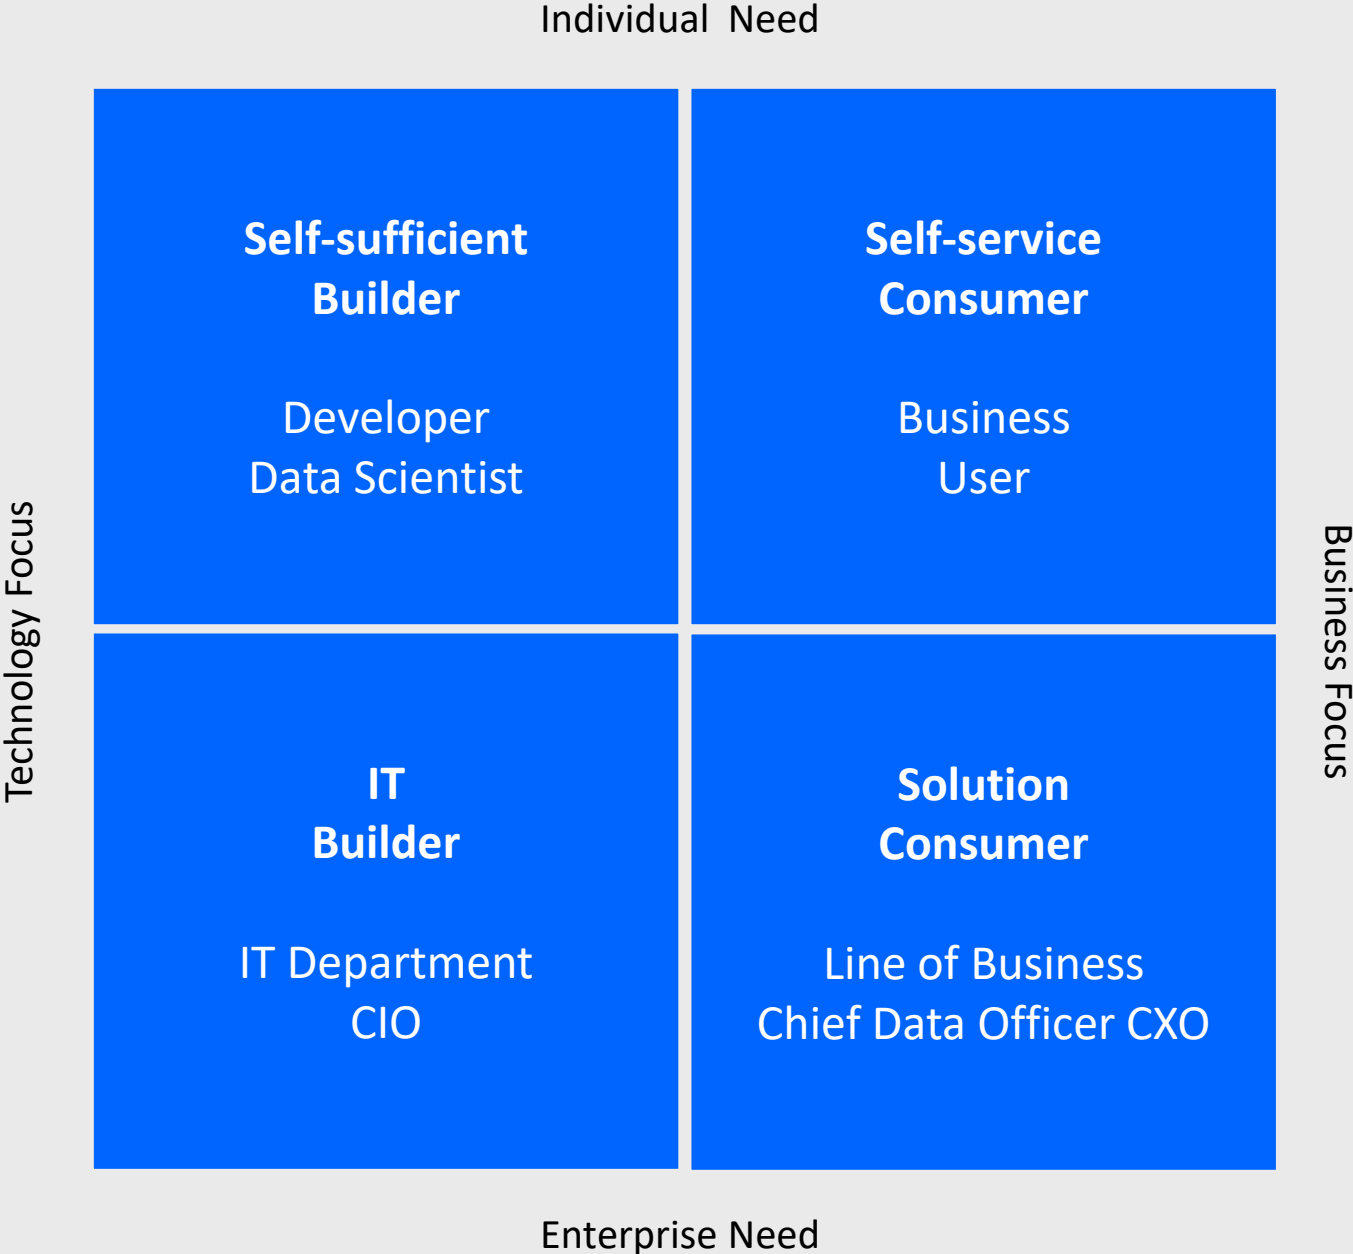 Individual Need
Self-sufficient
Builder
Developer
Data Scientist
Self-service
Consumer
Business
User
Technology Focus
Business Focus
IT
Builder
IT Department
CIO
Solution
Consumer
Line of Business
Chief Data Officer CXO
Enterprise Need